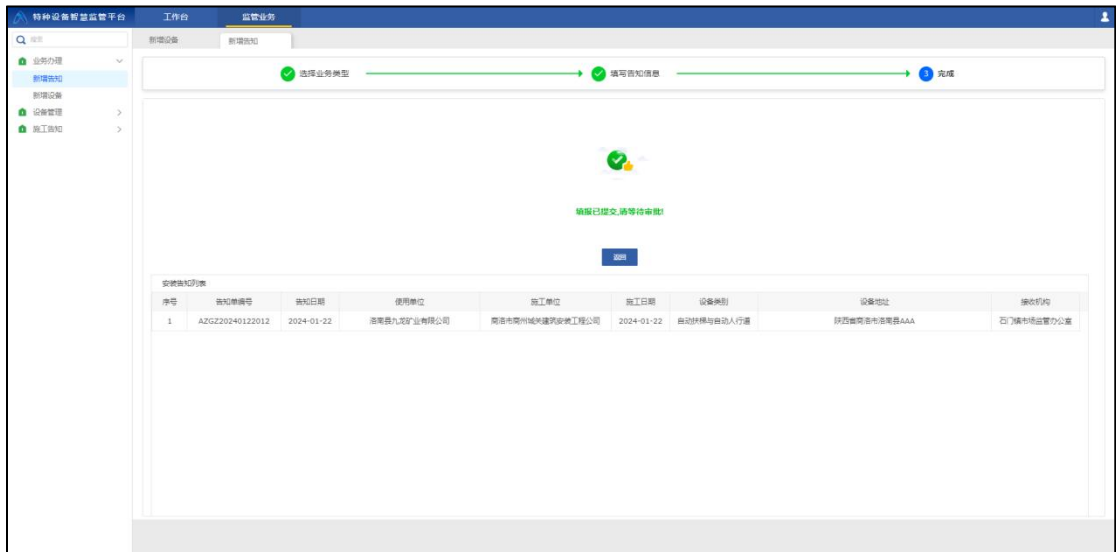 特种设备智慧监管平台 工作台 监管业务
搜索 新增设备 新增告知
业务办理
新增告知
新增设备
设备管理
施工告知
选择业务类型 填写告知信息 3 完成
填报已提交,请等待审批!
返回
安装告知列表
序号 告知单编号 告知日期 使用单位 施工单位 施工日期 设备类别 设备地址 接收机构
1 AZGZ20240122012 2024-01-22 洛南县九龙矿业有限公司 商洛市商州城关建筑安装工程公司 2024-01-22 自动扶梯与自动人行道 陕西省商洛市洛南县AAA 石门镇市场监管办公室